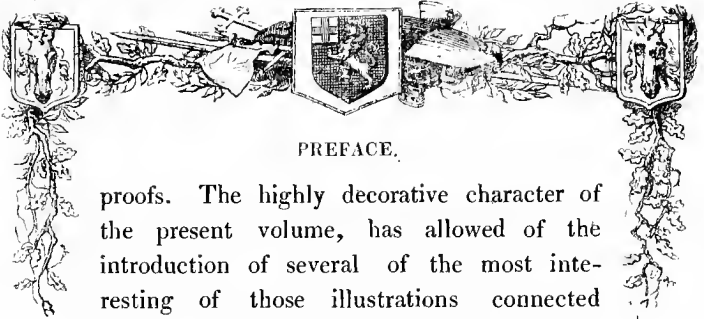 PREFACE.
proofs. The highly decorative character of
the present volume, has allowed of the
introduction of several of the most inte-
resting of those illustrations connected